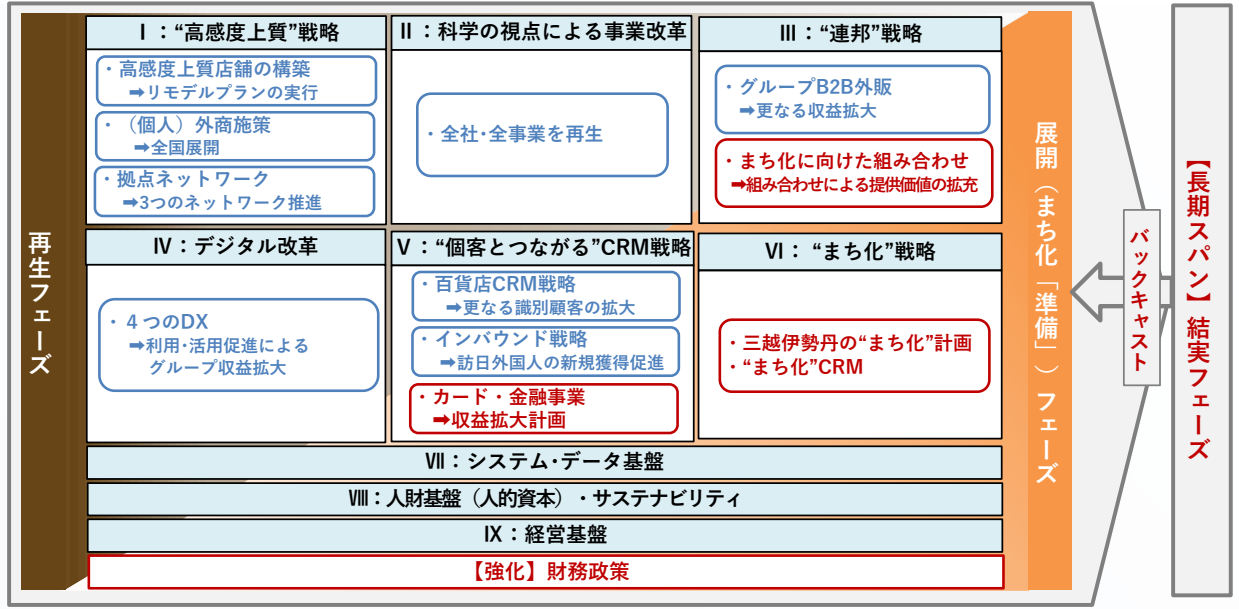 再生フェーズ
Ⅰ:“高感度上質”戦略
・高感度上質店舗の構築
➡リモデルプランの実行
・(個人)外商施策
➡全国展開
・拠点ネットワーク
➡3つのネットワーク推進
Ⅱ:科学の視点による事業改革
・全社･全事業を再生
Ⅲ:“連邦”戦略
・グループB2B外販
➡更なる収益拡大
・まち化に向けた組み合わせ
➡組み合わせによる提供価値の拡充
Ⅳ:デジタル改革
・４つのDX
➡利用･活用促進による
グループ収益拡大
Ⅴ:“個客とつながる”CRM戦略
・百貨店CRM戦略
➡更なる識別顧客の拡大
・インバウンド戦略
➡訪日外国人の新規獲得促進
・カード・金融事業
➡収益拡大計画
Ⅵ:“まち化”戦略
・三越伊勢丹の“まち化”計画
・“まち化”CRM
Ⅶ:システム･データ基盤
Ⅷ:人財基盤(人的資本)・サステナビリティ
Ⅸ:経営基盤
【強化】財務政策
展開(まち化「準備」)フェーズ
バックキャスト
【長期スパン】結実フェーズ